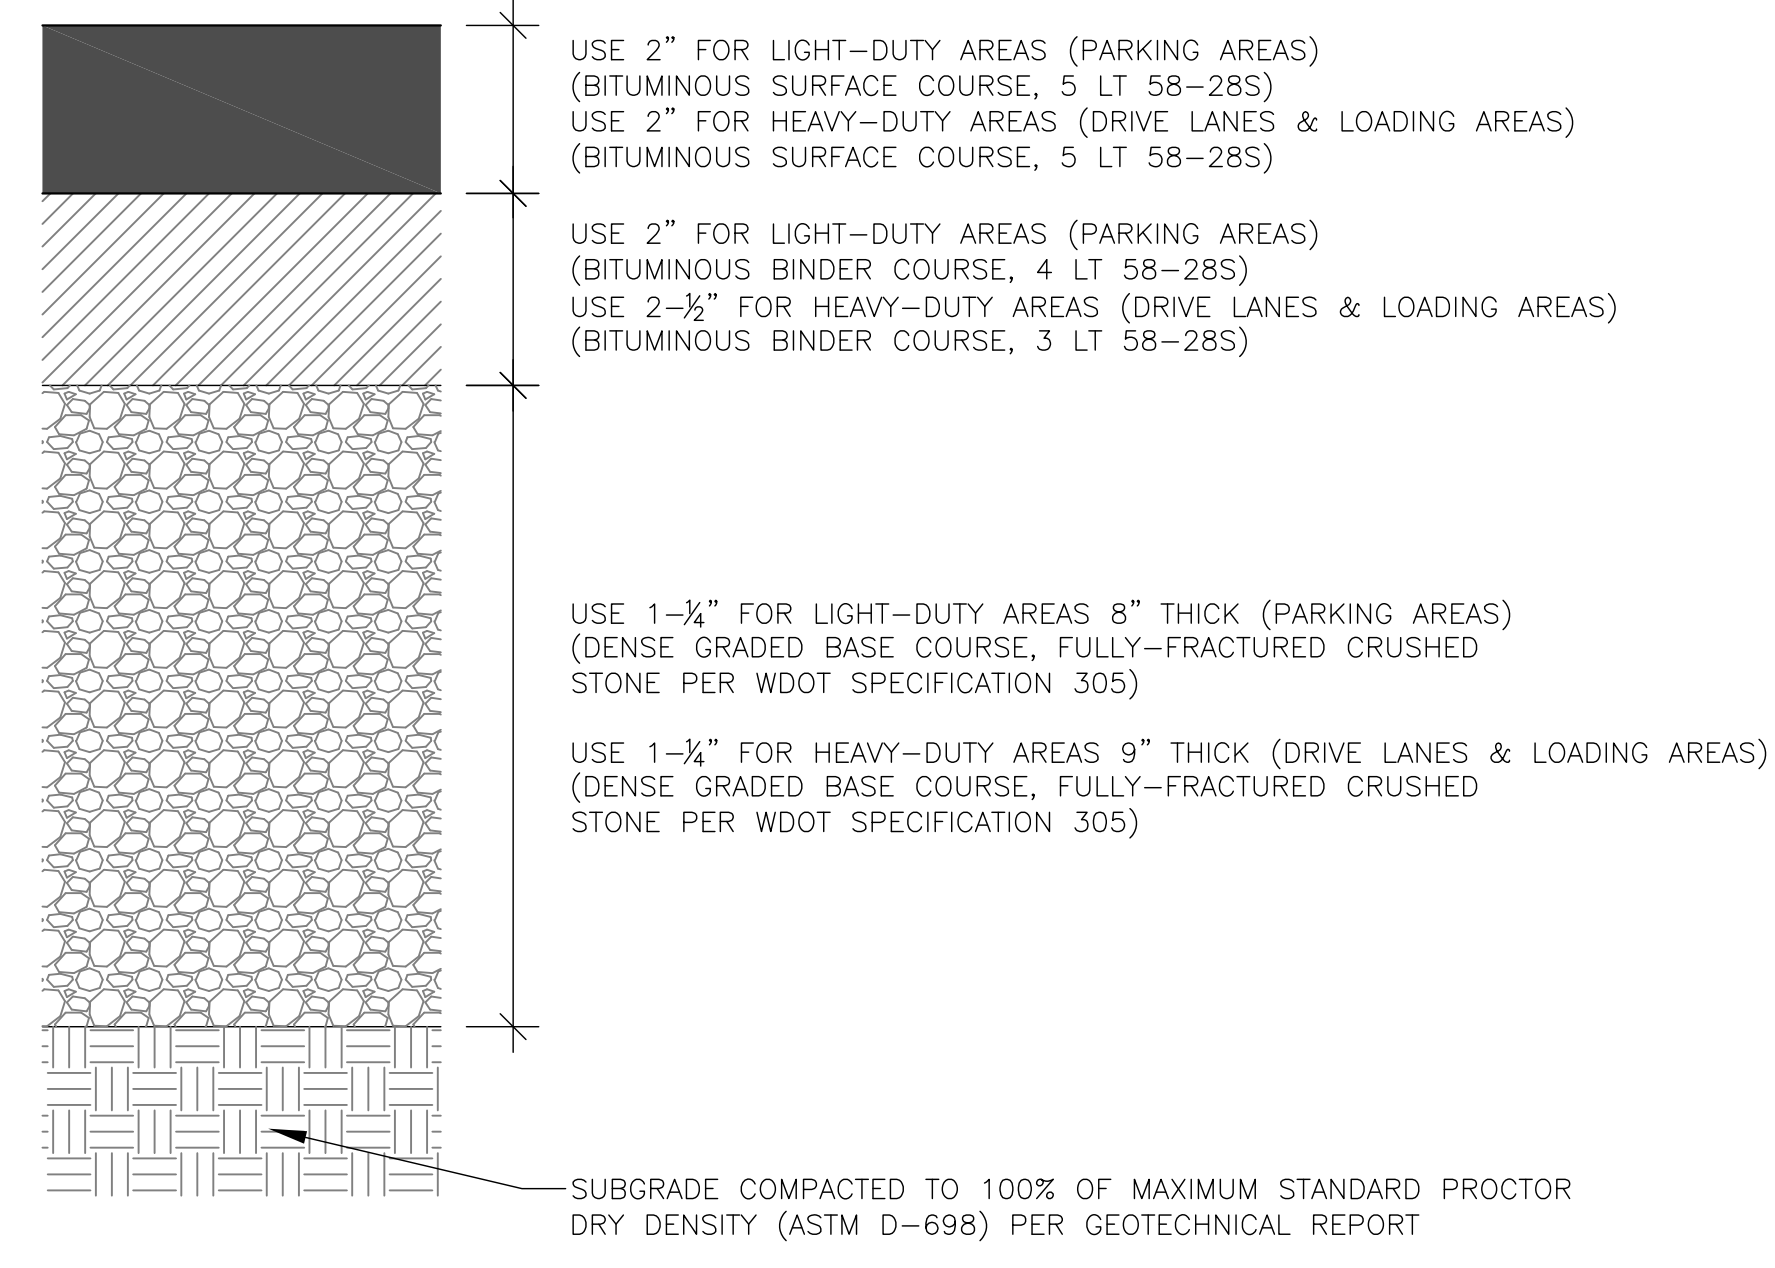 USE 2” FOR LIGHT–DUTY AREAS (PARKING AREAS)
(BITUMINOUS SURFACE COURSE, 5 LT 58–28S)
USE 2” FOR HEAVY–DUTY AREAS (DRIVE LANES & LOADING AREAS)
(BITUMINOUS SURFACE COURSE, 5 LT 58–28S)
USE 2” FOR LIGHT–DUTY AREAS (PARKING AREAS)
(BITUMINOUS BINDER COURSE, 4 LT 58–28S)
USE 2–½” FOR HEAVY–DUTY AREAS (DRIVE LANES & LOADING AREAS)
(BITUMINOUS BINDER COURSE, 3 LT 58–28S)
USE 1–¼” FOR LIGHT–DUTY AREAS 8” THICK (PARKING AREAS)
(DENSE GRADED BASE COURSE, FULLY–FRACTURED CRUSHED
STONE PER WDOT SPECIFICATION 305)
USE 1–¼” FOR HEAVY–DUTY AREAS 9” THICK (DRIVE LANES & LOADING AREAS)
(DENSE GRADED BASE COURSE, FULLY–FRACTURED CRUSHED
STONE PER WDOT SPECIFICATION 305)
SUBGRADE COMPACTED TO 100% OF MAXIMUM STANDARD PROCTOR
DRY DENSITY (ASTM D–698) PER GEOTECHNICAL REPORT